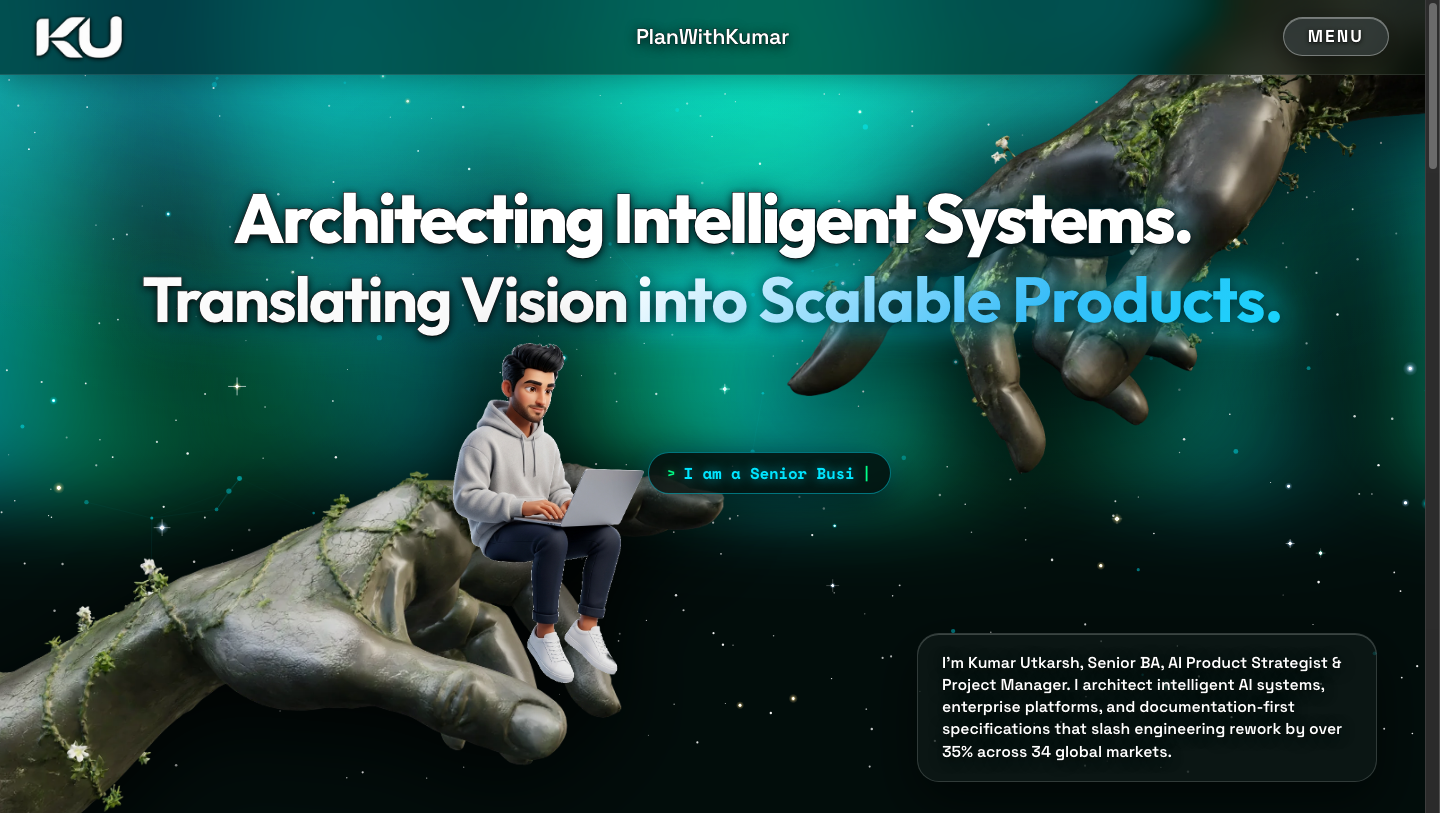 KU
PlanWithKumar
MENU
Architecting Intelligent Systems.
Translating Vision into Scalable Products.
> I am a Senior Busi |
I'm Kumar Utkarsh, Senior BA, AI Product Strategist &
Project Manager. I architect intelligent AI systems,
enterprise platforms, and documentation-first
specifications that slash engineering rework by over
35% across 34 global markets.